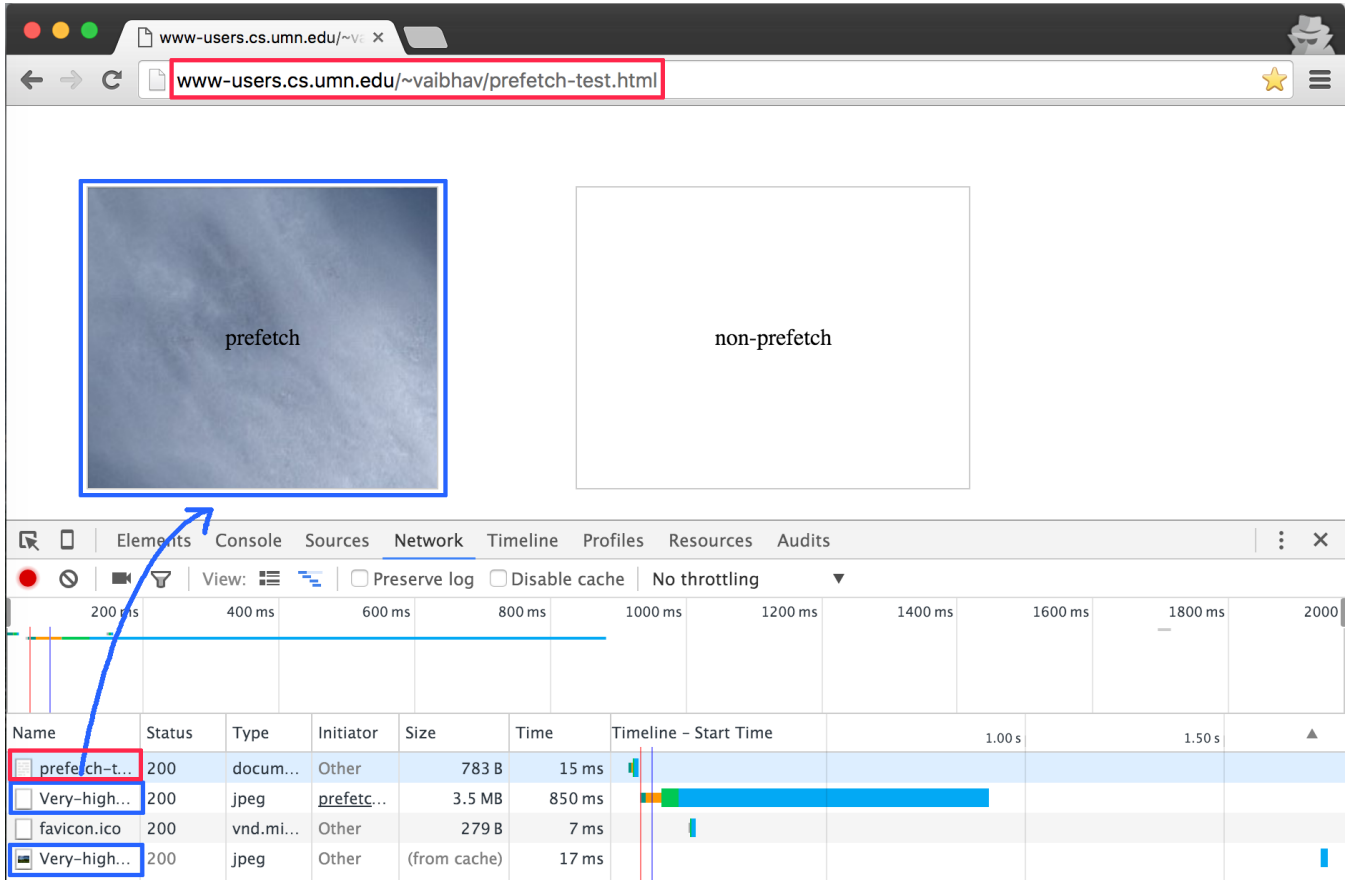 www-users.cs.umn.edu/~va
www-users.cs.umn.edu/~vaibhav/prefetch-test.html
prefetch
non-prefetch
Elements Console Sources Network Timeline Profiles Resources Audits
View: Preserve log Disable cache No throttling
200 ms 400 ms 600 ms 800 ms 1000 ms 1200 ms 1400 ms 1600 ms 1800 ms 2000
Name Status Type Initiator Size Time Timeline – Start Time 1.00 s 1.50 s
prefetch-t... 200 docum... Other 783 B 15 ms
Very-high... 200 jpeg prefetc... 3.5 MB 850 ms
favicon.ico 200 vnd.mi... Other 279 B 7 ms
Very-high... 200 jpeg Other (from cache) 17 ms